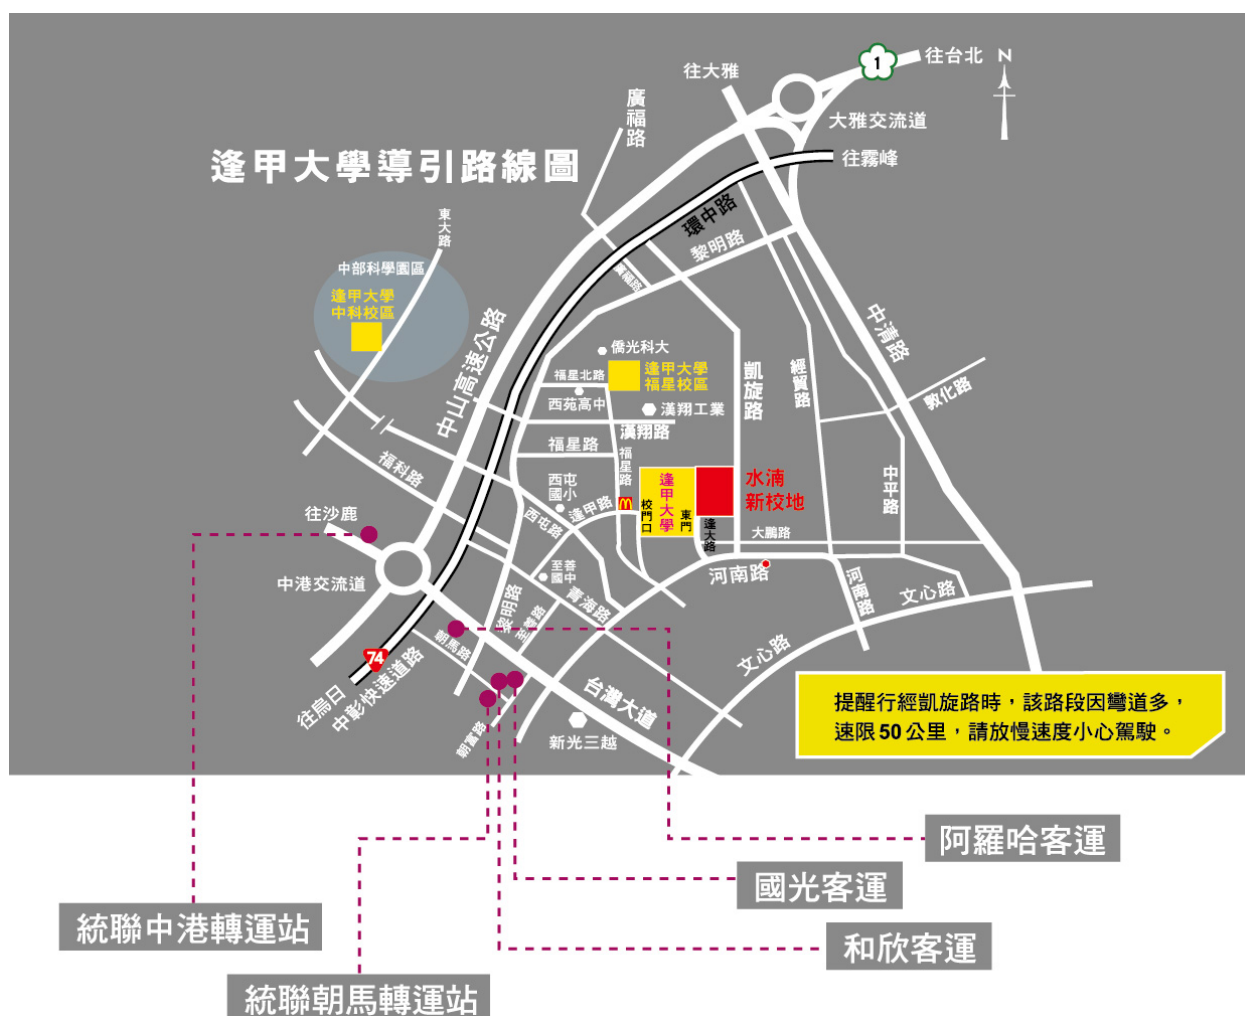 往台北
1
N
往大雅
廣福路
大雅交流道
往霧峰
逢甲大學導引路線圖
環中路
東大路
黎明路
中部科學園區
廣福路
逢甲大學
中科校區
中山高速公路
中清路
僑光科大
逢甲大學
福星校區
凱旋路
經貿路
福星北路
西苑高中
漢翔工業
敦化路
漢翔路
福星路
福星路
福科路
西屯
國小
逢甲大學
水湳
新校地
中平路
校門口
東門
逢甲路
西屯路
往沙鹿
逢大路
大鵬路
中港交流道
至善
國中
河南路
河南路
文心路
青海路
黎明路
至善路
朝馬路
文心路
74
中彰快速道路
往烏日
台灣大道
朝富路
新光三越
提醒行經凱旋路時，該路段因彎道多，
速限50公里，請放慢速度小心駕駛。
阿羅哈客運
國光客運
統聯中港轉運站
和欣客運
統聯朝馬轉運站